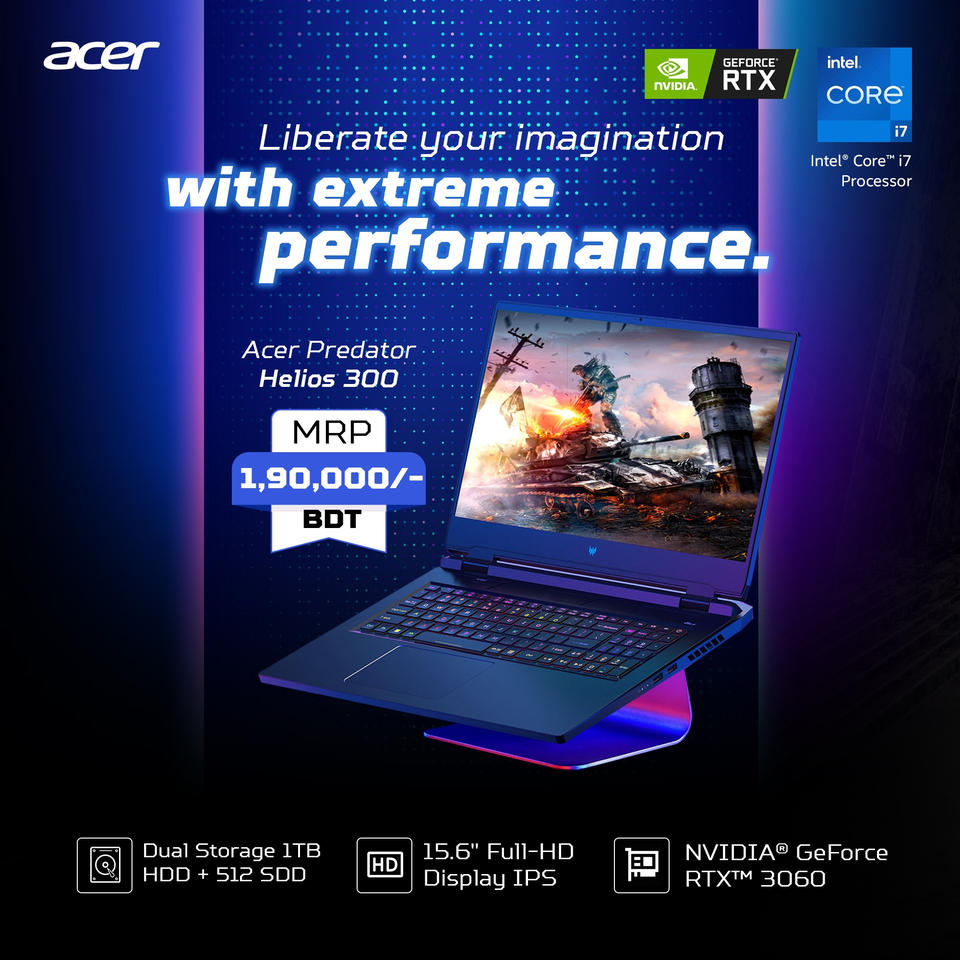 acer
NVIDIA.
GEFORCE®
RTX
intel.
CORE™
i7
Intel® Core™ i7
Processor
Liberate your imagination
with extreme
performance.
Acer Predator
Helios 300
MRP
1,90,000/-
BDT
Dual Storage 1TB
HDD + 512 SDD
HD
15.6" Full-HD
Display IPS
NVIDIA® GeForce
RTX™ 3060